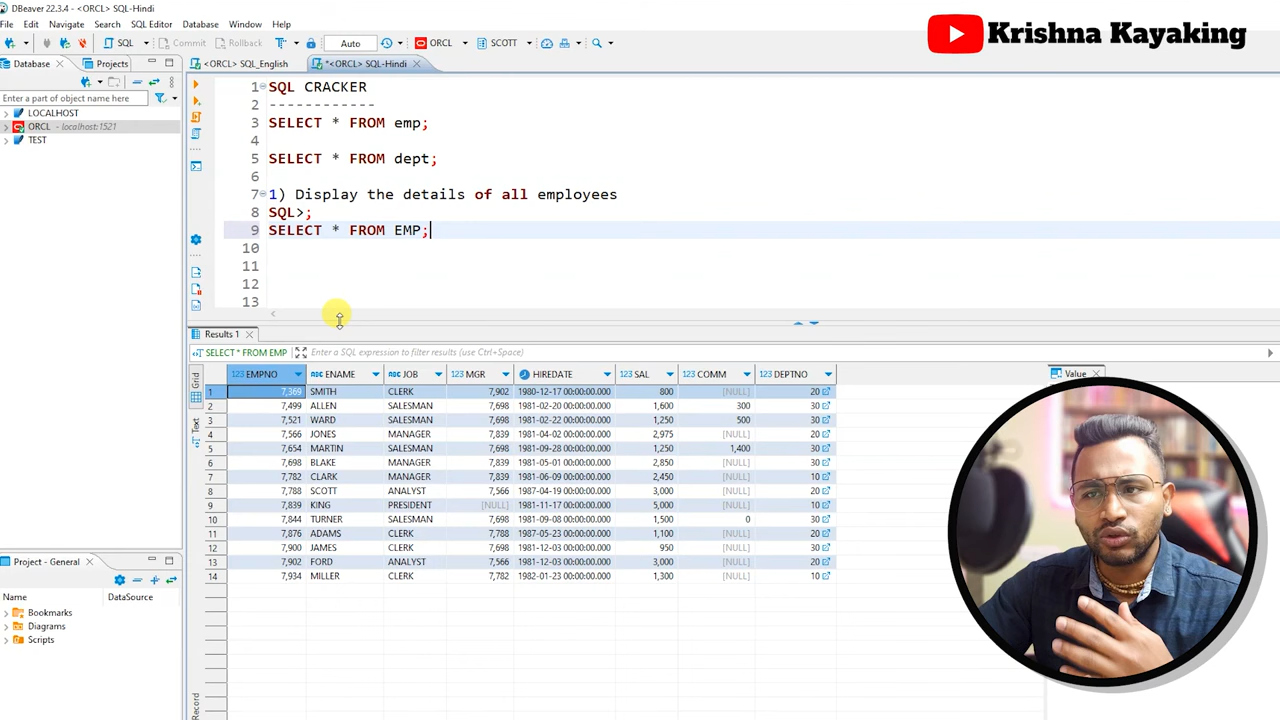 DBeaver 22.3.4 - <ORCL> SQL-Hindi
File Edit Navigate Search SQL Editor Database Window Help
SQL Commit Rollback Auto ORCL SCOTT
Krishna Kayaking
Database Projects
<ORCL> SQL_English *<ORCL> SQL-Hindi
Enter a part of object name here
LOCALHOST
ORCL - localhost:1521
TEST
1 SQL CRACKER
2 ------------
3 SELECT * FROM emp;
4
5 SELECT * FROM dept;
6
7 1) Display the details of all employees
8 SQL>;
9 SELECT * FROM EMP;
10
11
12
13
Results 1
SELECT * FROM EMP Enter a SQL expression to filter results (use Ctrl+Space)
Grid
Text
Record
123 EMPNO ABC ENAME ABC JOB 123 MGR HIREDATE 123 SAL 123 COMM 123 DEPTNO
Value
1 7,369 SMITH CLERK 7,902 1980-12-17 00:00:00.000 800 [NULL] 20
2 7,499 ALLEN SALESMAN 7,698 1981-02-20 00:00:00.000 1,600 300 30
3 7,521 WARD SALESMAN 7,698 1981-02-22 00:00:00.000 1,250 500 30
4 7,566 JONES MANAGER 7,839 1981-04-02 00:00:00.000 2,975 [NULL] 20
5 7,654 MARTIN SALESMAN 7,698 1981-09-28 00:00:00.000 1,250 1,400 30
6 7,698 BLAKE MANAGER 7,839 1981-05-01 00:00:00.000 2,850 [NULL] 30
7 7,782 CLARK MANAGER 7,839 1981-06-09 00:00:00.000 2,450 [NULL] 10
8 7,788 SCOTT ANALYST 7,566 1987-04-19 00:00:00.000 3,000 [NULL] 20
9 7,839 KING PRESIDENT [NULL] 1981-11-17 00:00:00.000 5,000 [NULL] 10
10 7,844 TURNER SALESMAN 7,698 1981-09-08 00:00:00.000 1,500 0 30
11 7,876 ADAMS CLERK 7,788 1987-05-23 00:00:00.000 1,100 [NULL] 20
12 7,900 JAMES CLERK 7,698 1981-12-03 00:00:00.000 950 [NULL] 30
13 7,902 FORD ANALYST 7,566 1981-12-03 00:00:00.000 3,000 [NULL] 20
14 7,934 MILLER CLERK 7,782 1982-01-23 00:00:00.000 1,300 [NULL] 10
Project - General
Name DataSource
Bookmarks
Diagrams
Scripts